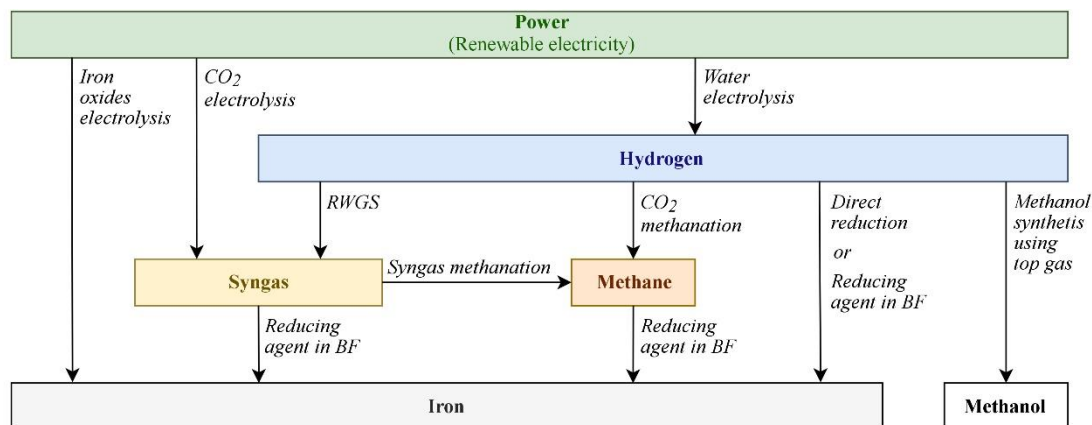 Power
(Renewable electricity)
Iron
oxides
electrolysis
CO2
electrolysis
Water
electrolysis
Hydrogen
RWGS
CO2
methanation
Direct
reduction
or
Reducing
agent in BF
Methanol
synthetis
using
top gas
Syngas
Syngas methanation
Methane
Reducing
agent in BF
Reducing
agent in BF
Iron
Methanol